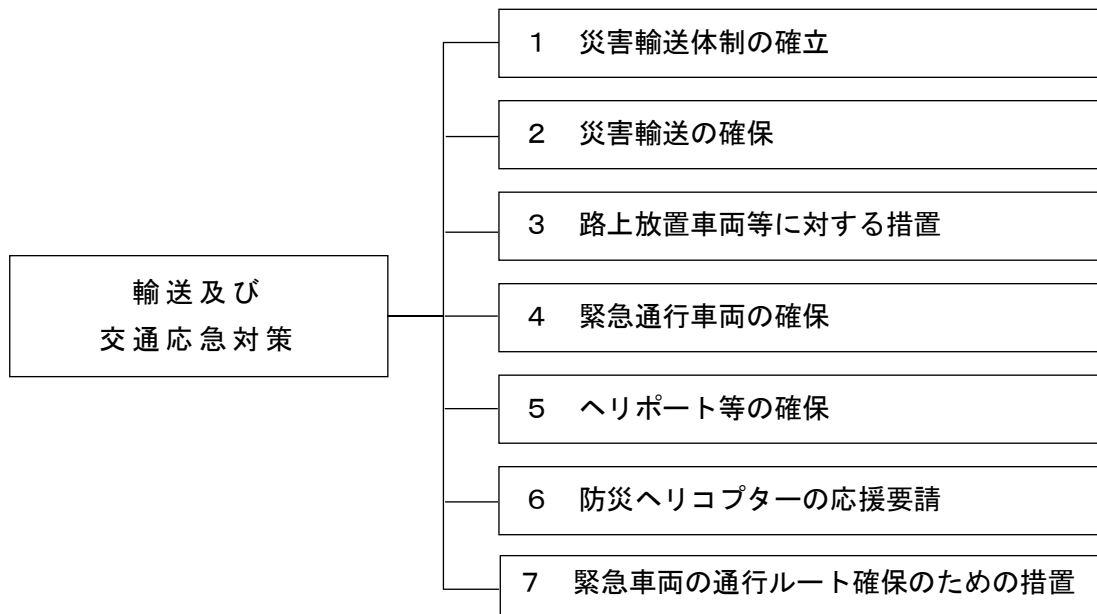 輸送及び
交通応急対策
１　災害輸送体制の確立
２　災害輸送の確保
３　路上放置車両等に対する措置
４　緊急通行車両の確保
５　ヘリポート等の確保
６　防災ヘリコプターの応援要請
７　緊急車両の通行ルート確保のための措置